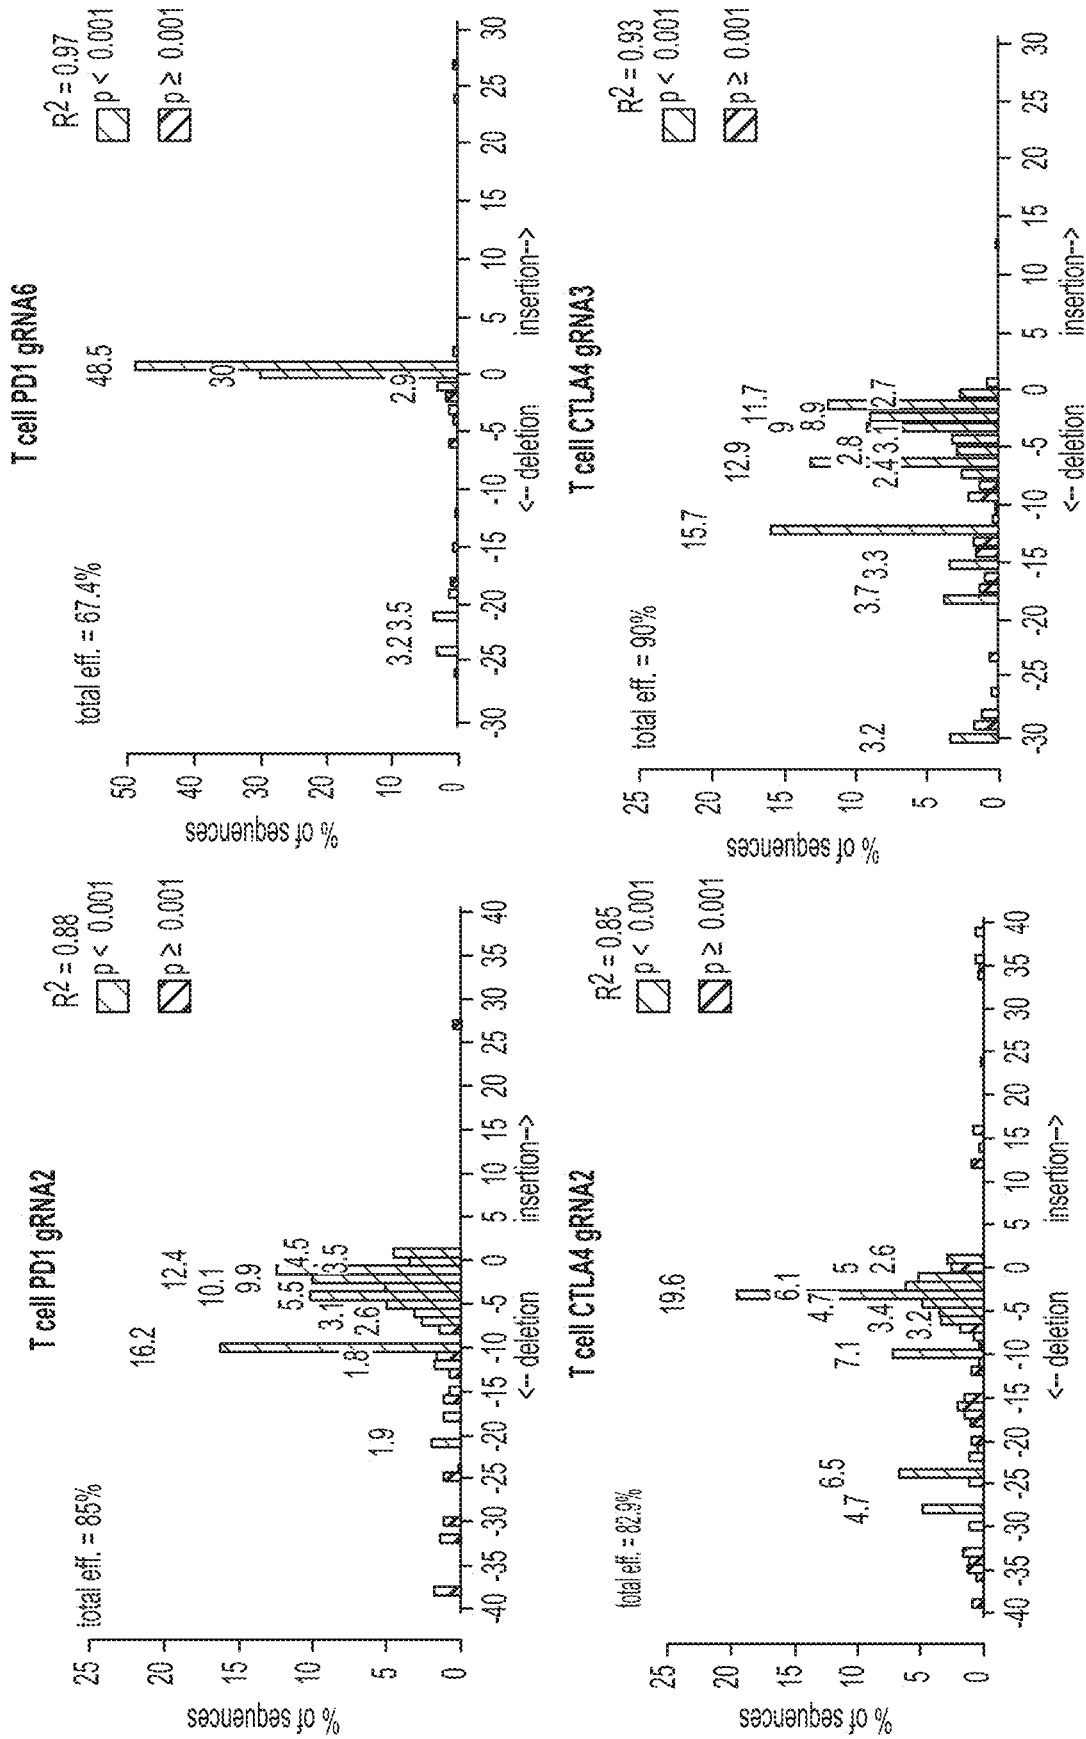 T cell PD1 gRNA2
total eff. = 85%
R2 = 0.88
p < 0.001
p ≥ 0.001
% of sequences
25
20
15
10
5
0
16.2
12.4
10.1
9.9
5.5
4.5
3.5
3.1
2.6
1.8
1.9
-40 -35 -30 -25 -20 -15 -10 -5 0 5 10 15 20 25 30 35 40
<-- deletion insertion-->
T cell PD1 gRNA6
total eff. = 67.4%
R2 = 0.97
p < 0.001
p ≥ 0.001
% of sequences
50
40
30
20
10
0
48.5
30
2.9
3.2 3.5
-30 -25 -20 -15 -10 -5 0 5 10 15 20 25 30
<-- deletion insertion-->
T cell CTLA4 gRNA2
total eff. = 82.9%
R2 = 0.85
p < 0.001
p ≥ 0.001
% of sequences
25
20
15
10
5
0
19.6
6.1
5
4.7
2.6
3.4
3.2
7.1
6.5
4.7
-40 -35 -30 -25 -20 -15 -10 -5 0 5 10 15 20 25 30 35 40
<-- deletion insertion-->
T cell CTLA4 gRNA3
total eff. = 90%
R2 = 0.93
p < 0.001
p ≥ 0.001
% of sequences
25
20
15
10
5
0
15.7
12.9
11.7
9
8.9
2.8
2.7
2.4
3.1
3.7
3.3
3.2
-30 -25 -20 -15 -10 -5 0 5 10 15 20 25 30
<-- deletion insertion-->